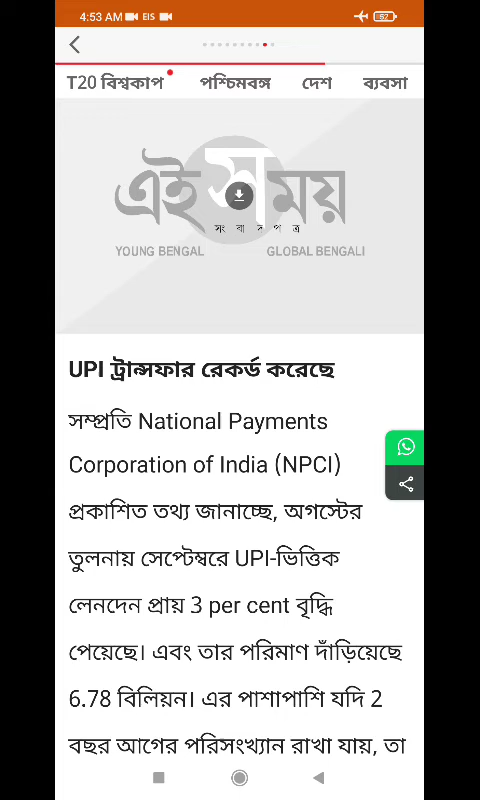 4:53 AM EIS 52
T20 বিশ্বকাপ পশ্চিমবঙ্গ দেশ ব্যবসা
এই সময়
সংবাদপত্র
YOUNG BENGAL GLOBAL BENGALI
UPI ট্রান্সফার রেকর্ড করেছে
সম্প্রতি National Payments
Corporation of India (NPCI)
প্রকাশিত তথ্য জানাচ্ছে, অগস্টের
তুলনায় সেপ্টেম্বরে UPI-ভিত্তিক
লেনদেন প্রায় 3 per cent বৃদ্ধি
পেয়েছে। এবং তার পরিমাণ দাঁড়িয়েছে
6.78 বিলিয়ন। এর পাশাপাশি যদি 2
বছর আগের পরিসংখ্যান রাখা যায়, তা